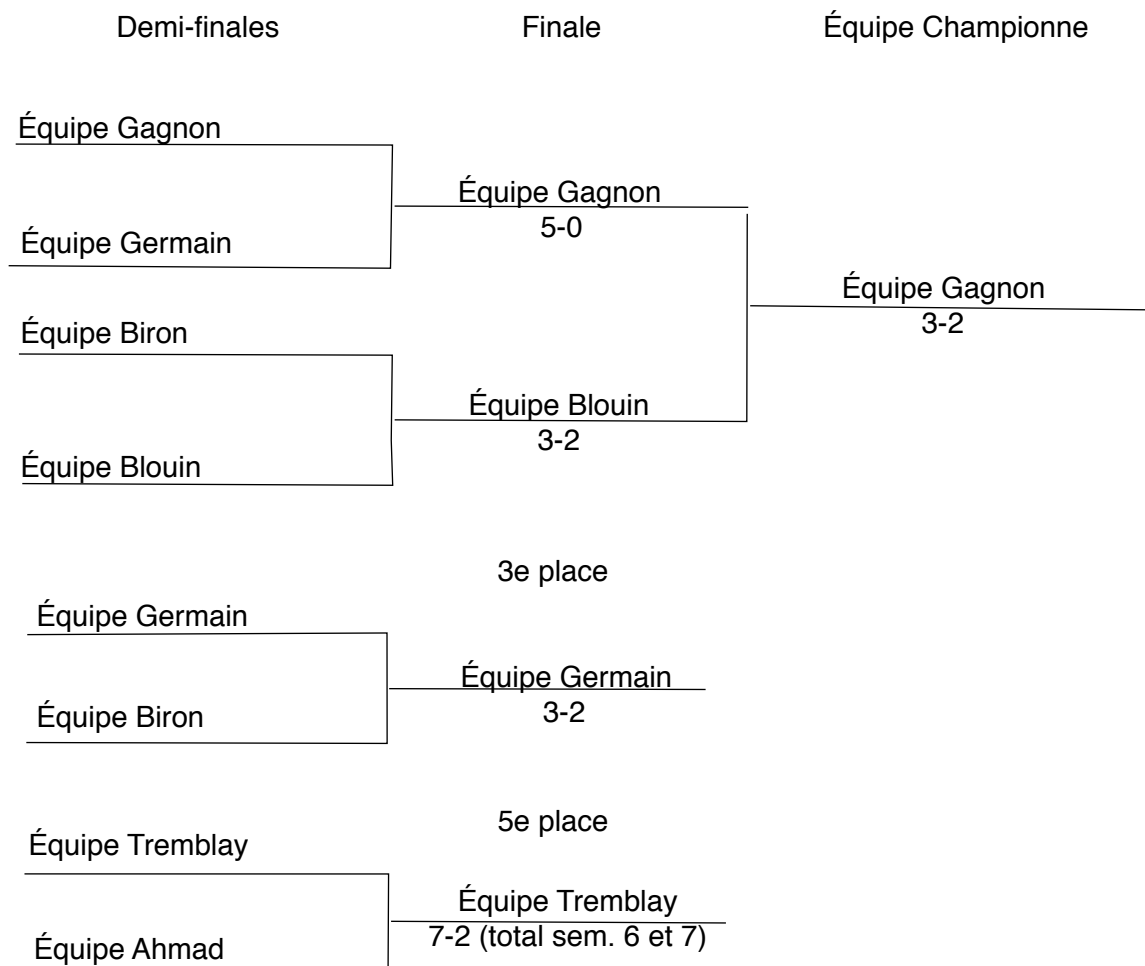 Demi-finales Finale Équipe Championne
Équipe Gagnon
Équipe Gagnon
5-0
Équipe Germain
Équipe Gagnon
3-2
Équipe Biron
Équipe Blouin
3-2
Équipe Blouin
3e place
Équipe Germain
Équipe Germain
3-2
Équipe Biron
5e place
Équipe Tremblay
Équipe Tremblay
7-2 (total sem. 6 et 7)
Équipe Ahmad